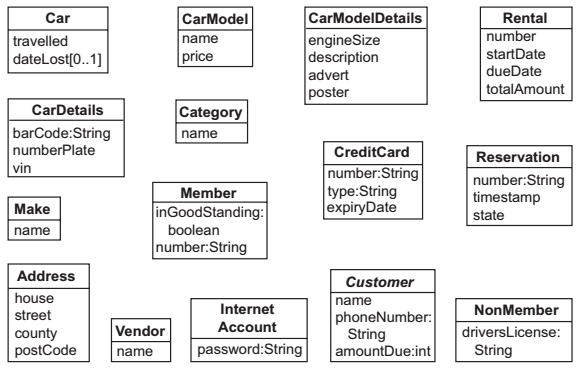 Car
travelled
dateLost[0..1]
CarModel
name
price
CarModelDetails
engineSize
description
advert
poster
Rental
number
startDate
dueDate
totalAmount
CarDetails
barCode:String
numberPlate
vin
Category
name
CreditCard
number:String
type:String
expiryDate
Reservation
number:String
timestamp
state
Make
name
Member
inGoodStanding:
boolean
number:String
Address
house
street
county
postCode
Vendor
name
Internet
Account
password:String
Customer
name
phoneNumber:
String
amountDue:int
NonMember
driversLicense:
String